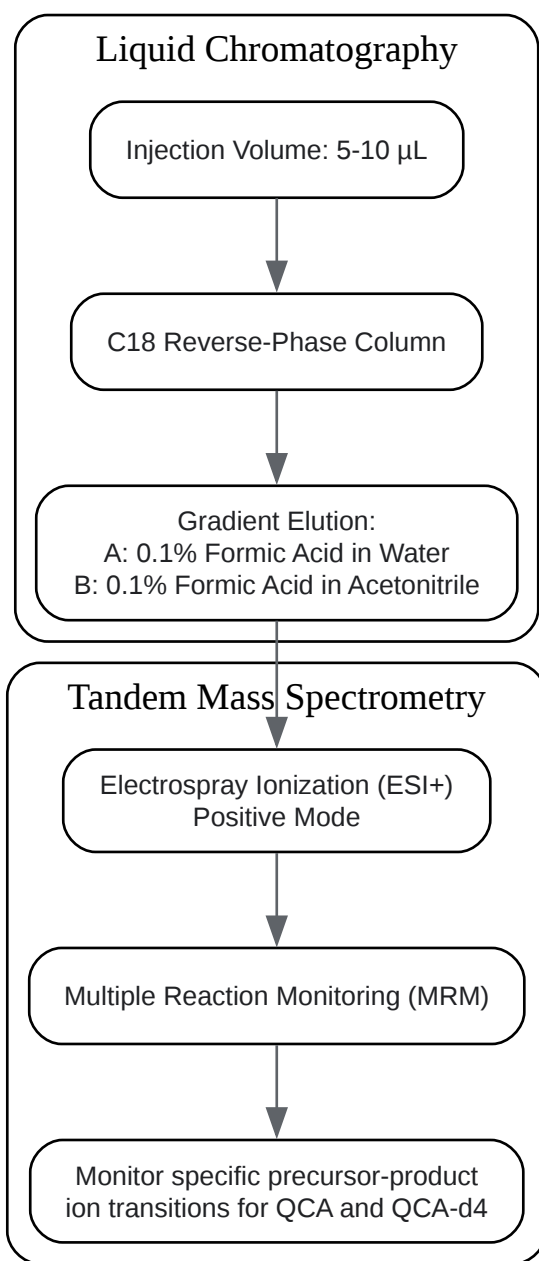 Liquid Chromatography
Injection Volume: 5-10 µL
C18 Reverse-Phase Column
Gradient Elution:
A: 0.1% Formic Acid in Water
B: 0.1% Formic Acid in Acetonitrile
Tandem Mass Spectrometry
Electrospray Ionization (ESI+)
Positive Mode
Multiple Reaction Monitoring (MRM)
Monitor specific precursor-product
ion transitions for QCA and QCA-d4